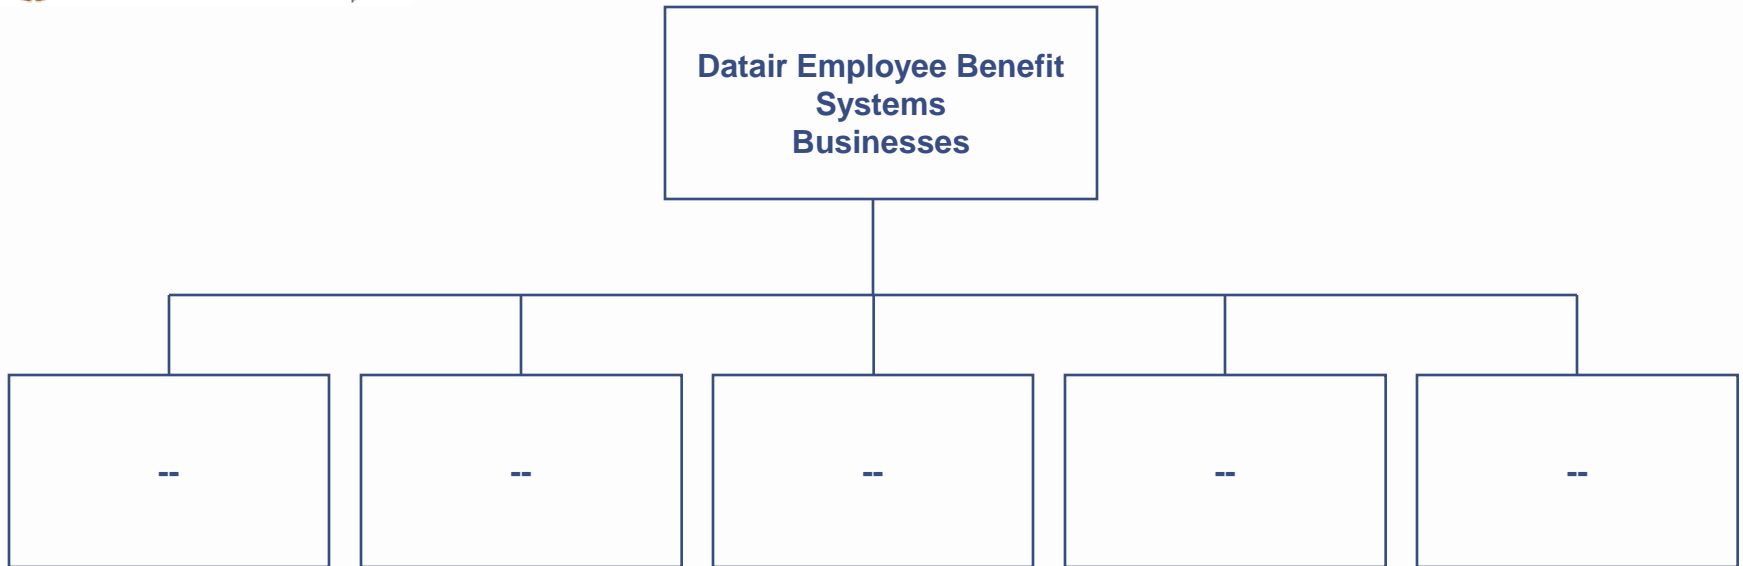 Datair Employee Benefit
Systems
Businesses
-- -- -- -- --